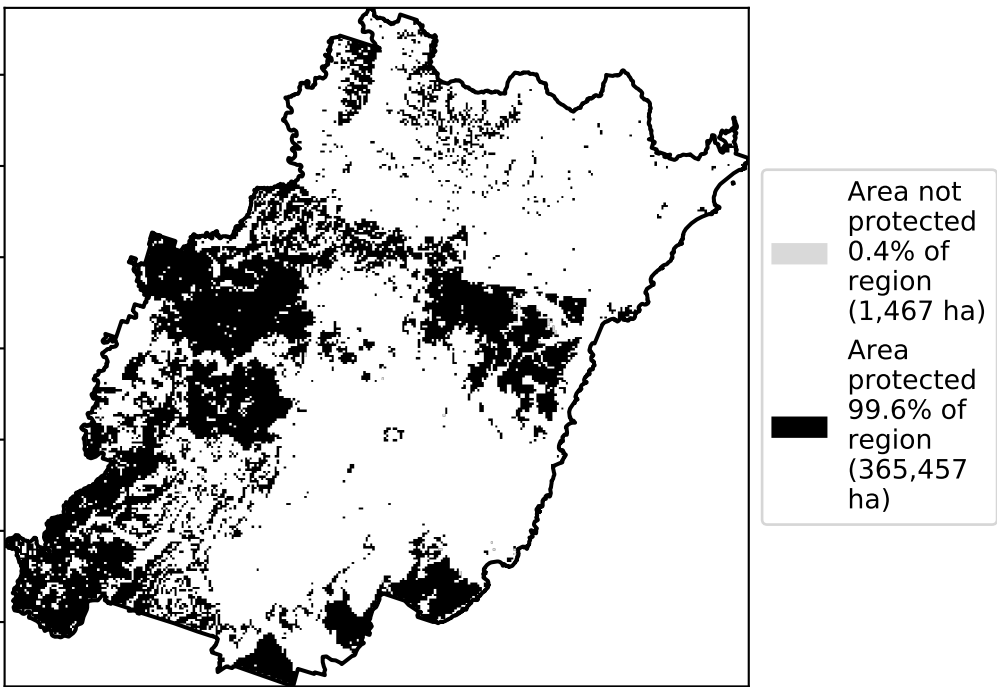 Area not
protected
0.4% of
region
(1,467 ha)
Area
protected
99.6% of
region
(365,457
ha)